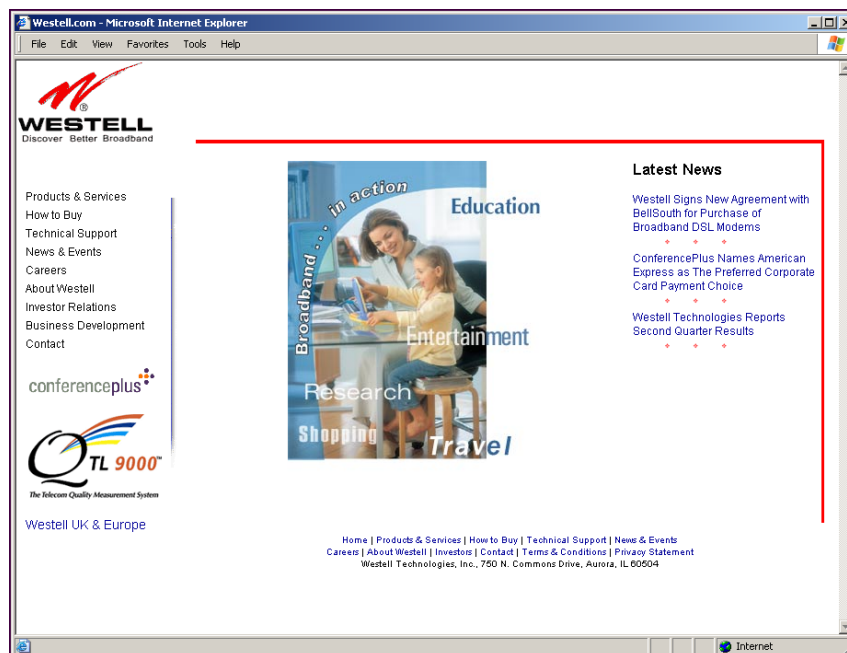 Westell.com - Microsoft Internet Explorer
File Edit View Favorites Tools Help
®
WESTELL
Discover Better Broadband
Products & Services
How to Buy
Technical Support
News & Events
Careers
About Westell
Investor Relations
Business Development
Contact
conferenceplus
QTL 9000™
The Telecom Quality Measurement System
Westell UK & Europe
Broadband... in action
Education
Entertainment
Research
Shopping
Travel
Latest News
Westell Signs New Agreement with
BellSouth for Purchase of
Broadband DSL Modems
ConferencePlus Names American
Express as The Preferred Corporate
Card Payment Choice
Westell Technologies Reports
Second Quarter Results
Home | Products & Services | How to Buy | Technical Support | News & Events
Careers | About Westell | Investors | Contact | Terms & Conditions | Privacy Statement
Westell Technologies, Inc., 750 N. Commons Drive, Aurora, IL 60504
Internet